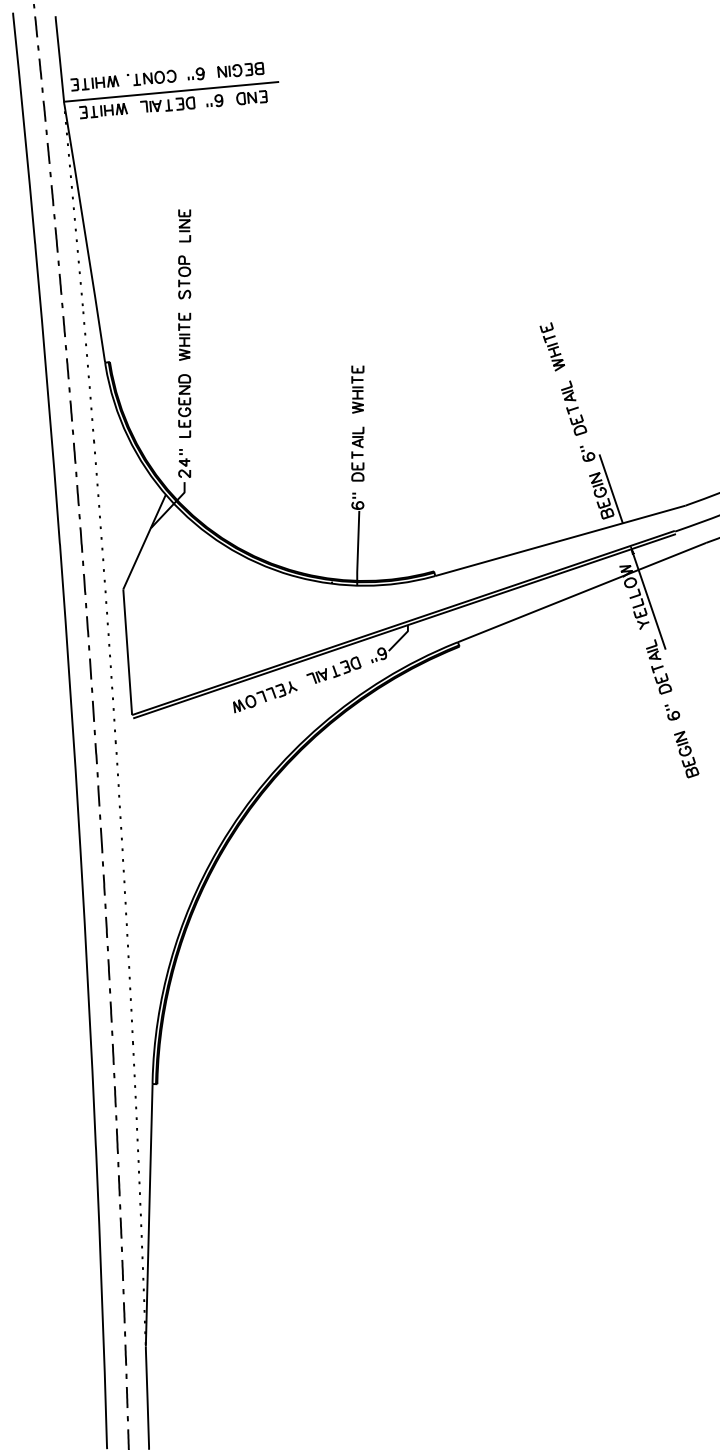 BEGIN 6" CONT. WHITE
END 6" DETAIL WHITE
24" LEGEND WHITE STOP LINE
6" DETAIL WHITE
BEGIN 6" DETAIL WHITE
6" DETAIL YELLOW
BEGIN 6" DETAIL YELLOW